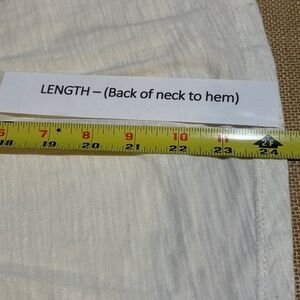 LENGTH – (Back of neck to hem)
6 7 8 9 10 11 2F
18 19 20 21 22 23 24